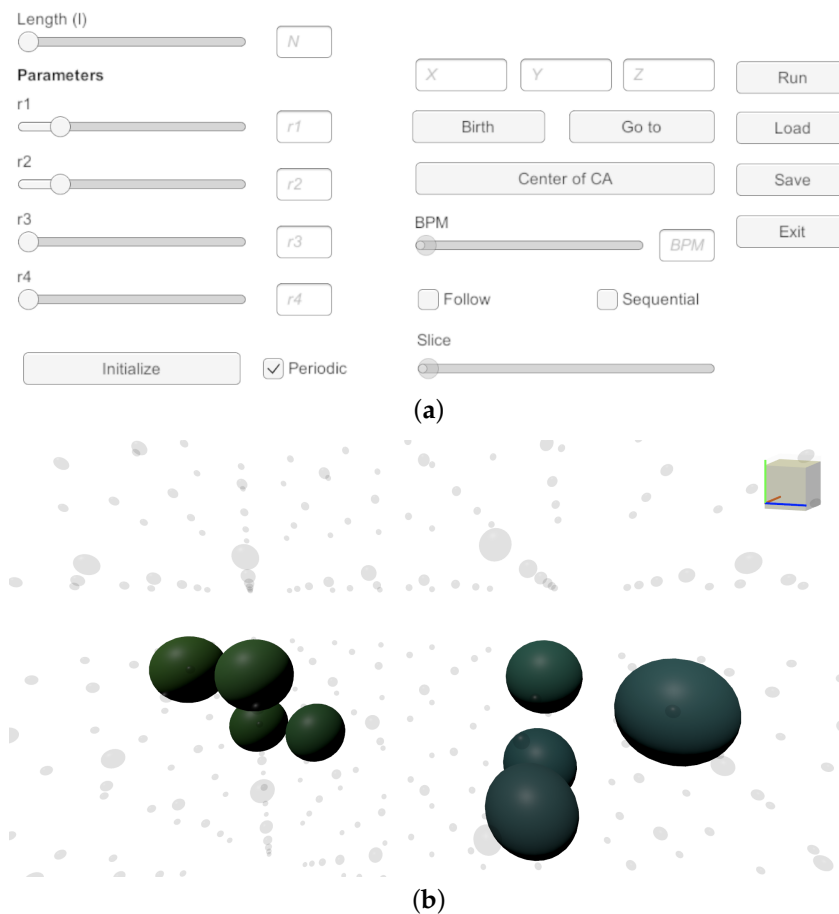 Length (l)
N
Parameters
r1
r1
r2
r2
r3
r3
r4
r4
Initialize
Periodic
X Y Z
Run
Birth Go to
Load
Center of CA
Save
BPM
BPM
Exit
Follow Sequential
Slice
(a)
(b)